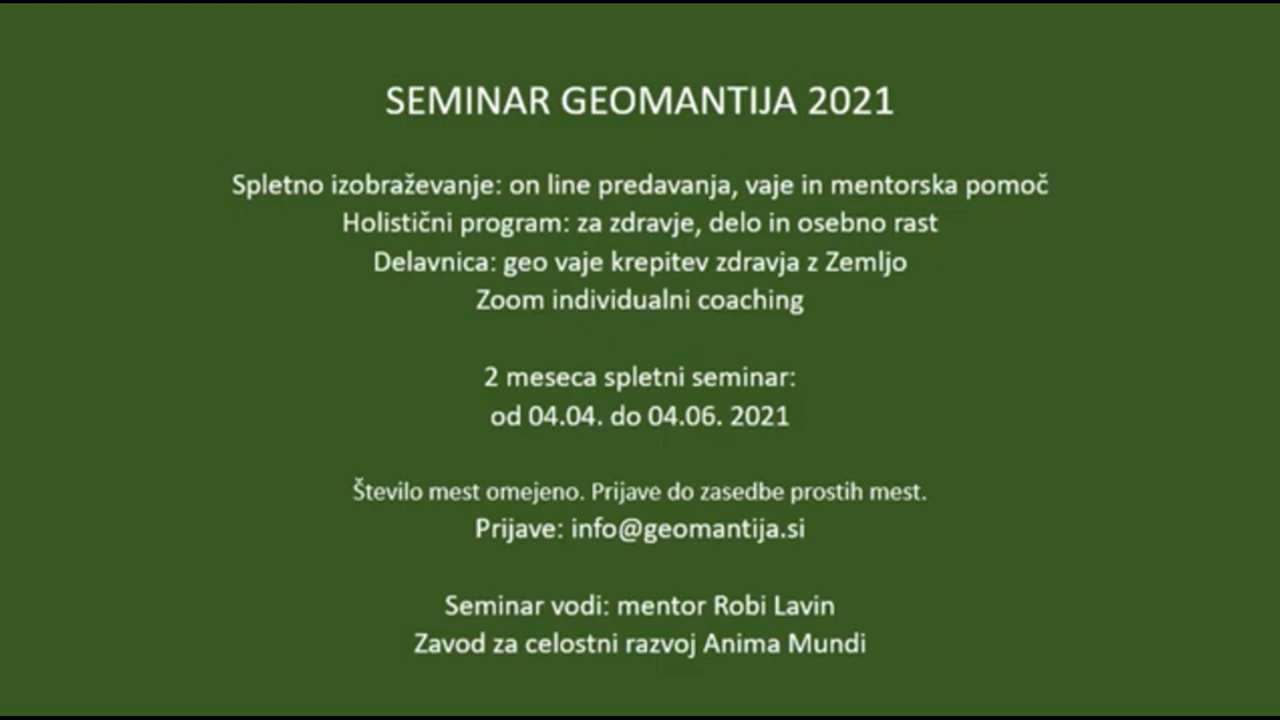 SEMINAR GEOMANTIJA 2021
Spletno izobraževanje: on line predavanja, vaje in mentorska pomoč
Holistični program: za zdravje, delo in osebno rast
Delavnica: geo vaje krepitev zdravja z Zemljo
Zoom individualni coaching
2 meseca spletni seminar:
od 04.04. do 04.06. 2021
Število mest omejeno. Prijave do zasedbe prostih mest.
Prijave: info@geomantija.si
Seminar vodi: mentor Robi Lavin
Zavod za celostni razvoj Anima Mundi